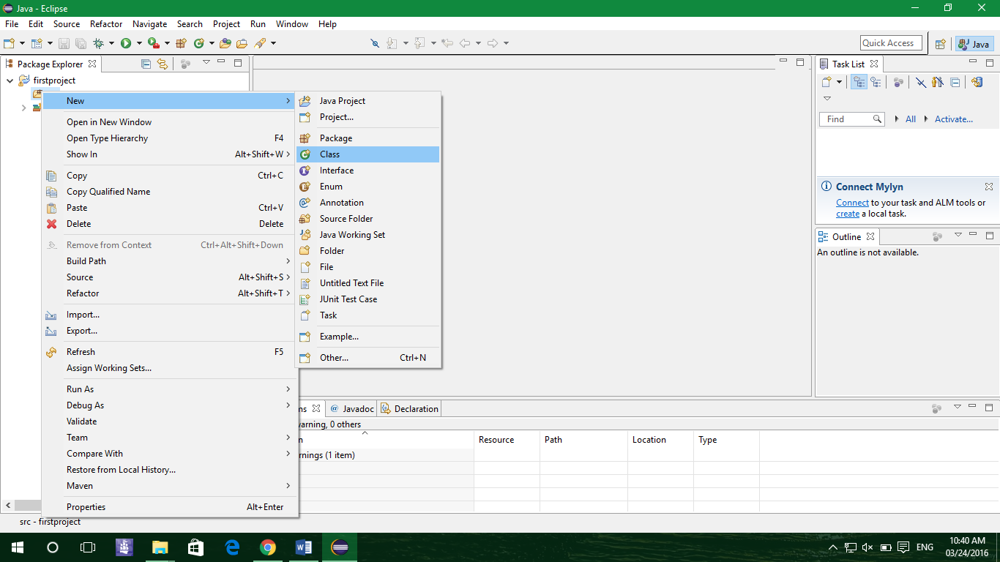 Java - Eclipse
File Edit Source Refactor Navigate Search Project Run Window Help
Quick Access
Java
Package Explorer
firstproject
New
Open in New Window
Open Type Hierarchy F4
Show In Alt+Shift+W
Copy Ctrl+C
Copy Qualified Name
Paste Ctrl+V
Delete Delete
Remove from Context Ctrl+Alt+Shift+Down
Build Path
Source Alt+Shift+S
Refactor Alt+Shift+T
Import...
Export...
Refresh F5
Assign Working Sets...
Run As
Debug As
Validate
Team
Compare With
Restore from Local History...
Maven
Properties Alt+Enter
Java Project
Project...
Package
Class
Interface
Enum
Annotation
Source Folder
Java Working Set
Folder
File
Untitled Text File
JUnit Test Case
Task
Example...
Other... Ctrl+N
Task List
Find All Activate...
Connect Mylyn
Connect to your task and ALM tools or
create a local task.
Outline
An outline is not available.
ms @ Javadoc Declaration
warning, 0 others
n Resource Path Location Type
rnings (1 item)
src - firstproject
ENG
10:40 AM
03/24/2016